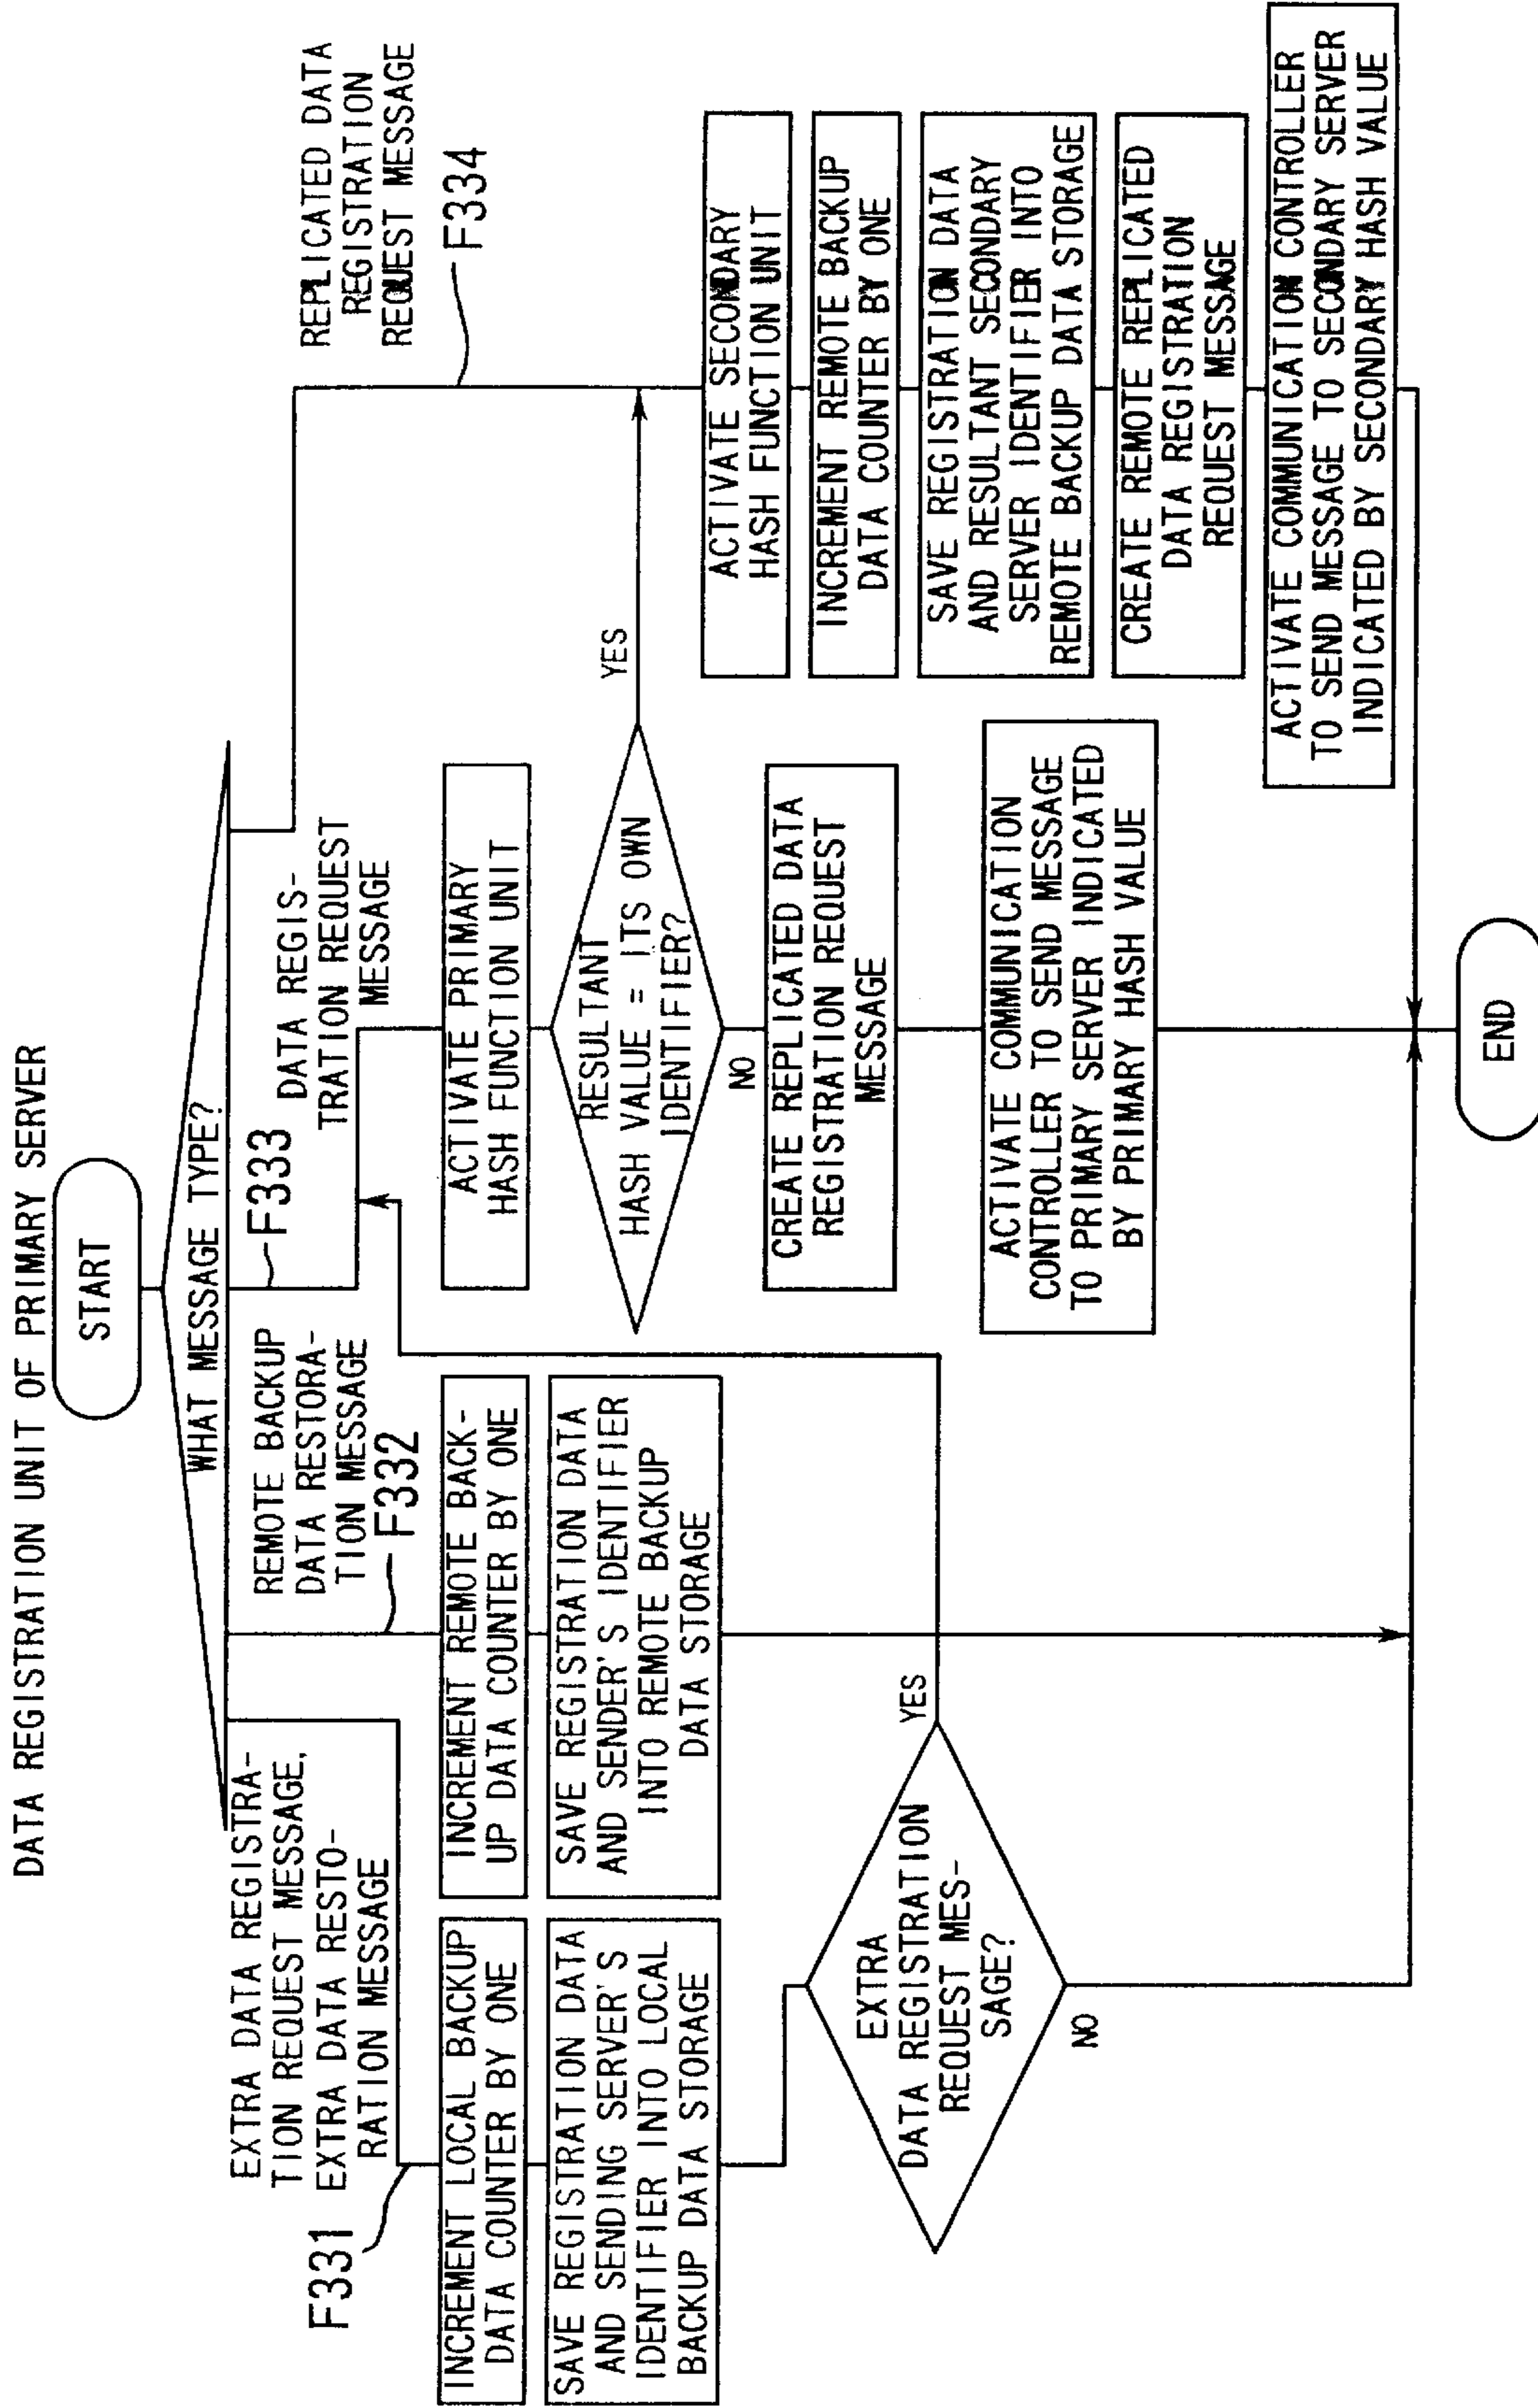 DATA REGISTRATION UNIT OF PRIMARY SERVER
START
WHAT MESSAGE TYPE?
EXTRA DATA REGISTRA-
TION REQUEST MESSAGE,
EXTRA DATA RESTO-
RATION MESSAGE
F331
INCREMENT LOCAL BACKUP
DATA COUNTER BY ONE
SAVE REGISTRATION DATA
AND SENDING SERVER'S
IDENTIFIER INTO LOCAL
BACKUP DATA STORAGE
EXTRA
DATA REGISTRATION
REQUEST MES-
SAGE?
YES
NO
REMOTE BACKUP
DATA RESTORA-
TION MESSAGE
F332
INCREMENT REMOTE BACK-
UP DATA COUNTER BY ONE
SAVE REGISTRATION DATA
AND SENDER'S IDENTIFIER
INTO REMOTE BACKUP
DATA STORAGE
F333
DATA REGIS-
TRATION REQUEST
MESSAGE
ACTIVATE PRIMARY
HASH FUNCTION UNIT
RESULTANT
HASH VALUE = ITS OWN
IDENTIFIER?
YES
NO
CREATE REPLICATED DATA
REGISTRATION REQUEST
MESSAGE
ACTIVATE COMMUNICATION
CONTROLLER TO SEND MESSAGE
TO PRIMARY SERVER INDICATED
BY PRIMARY HASH VALUE
REPLICATED DATA
REGISTRATION
REQUEST MESSAGE
F334
ACTIVATE SECONDARY
HASH FUNCTION UNIT
INCREMENT REMOTE BACKUP
DATA COUNTER BY ONE
SAVE REGISTRATION DATA
AND RESULTANT SECONDARY
SERVER IDENTIFIER INTO
REMOTE BACKUP DATA STORAGE
CREATE REMOTE REPLICATED
DATA REGISTRATION
REQUEST MESSAGE
ACTIVATE COMMUNICATION CONTROLLER
TO SEND MESSAGE TO SECONDARY SERVER
INDICATED BY SECONDARY HASH VALUE
END